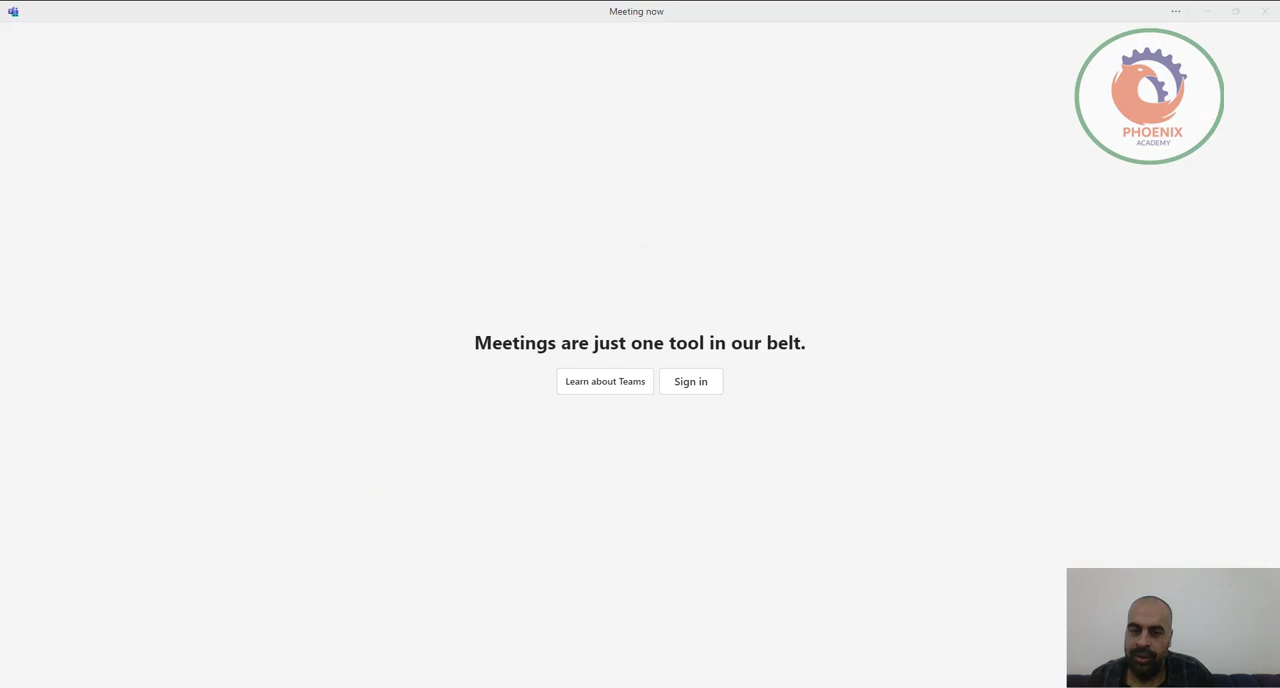 Meeting now
PHOENIX
ACADEMY
Meetings are just one tool in our belt.
Learn about Teams
Sign in